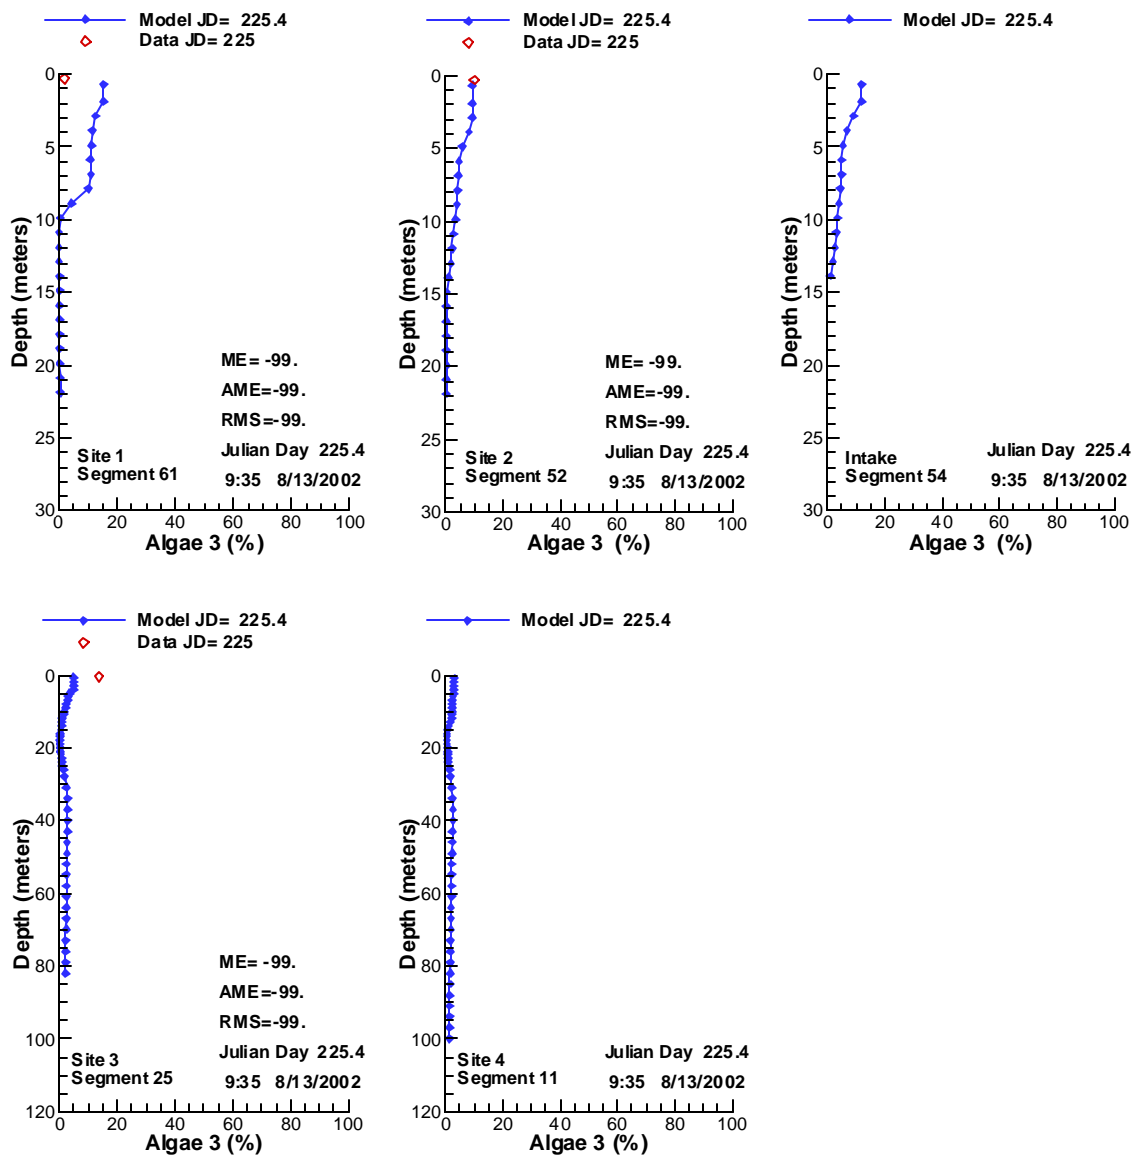 Model JD= 225.4
Data JD= 225
0
5
10
15
20
25
30
Depth (meters)
ME= -99.
AME=-99.
RMS=-99.
Julian Day 225.4
Site 1
Segment 61
9:35 8/13/2002
0 20 40 60 80 100
Algae 3 (%)
Model JD= 225.4
Data JD= 225
0
5
10
15
20
25
30
Depth (meters)
ME= -99.
AME=-99.
RMS=-99.
Julian Day 225.4
Site 2
Segment 52
9:35 8/13/2002
0 20 40 60 80 100
Algae 3 (%)
Model JD= 225.4
0
5
10
15
20
25
30
Depth (meters)
Julian Day 225.4
Intake
Segment 54
9:35 8/13/2002
0 20 40 60 80 100
Algae 3 (%)
Model JD= 225.4
Data JD= 225
0
20
40
60
80
100
120
Depth (meters)
ME= -99.
AME=-99.
RMS=-99.
Julian Day 225.4
Site 3
Segment 25
9:35 8/13/2002
0 20 40 60 80 100
Algae 3 (%)
Model JD= 225.4
0
20
40
60
80
100
120
Depth (meters)
Julian Day 225.4
Site 4
Segment 11
9:35 8/13/2002
0 20 40 60 80 100
Algae 3 (%)